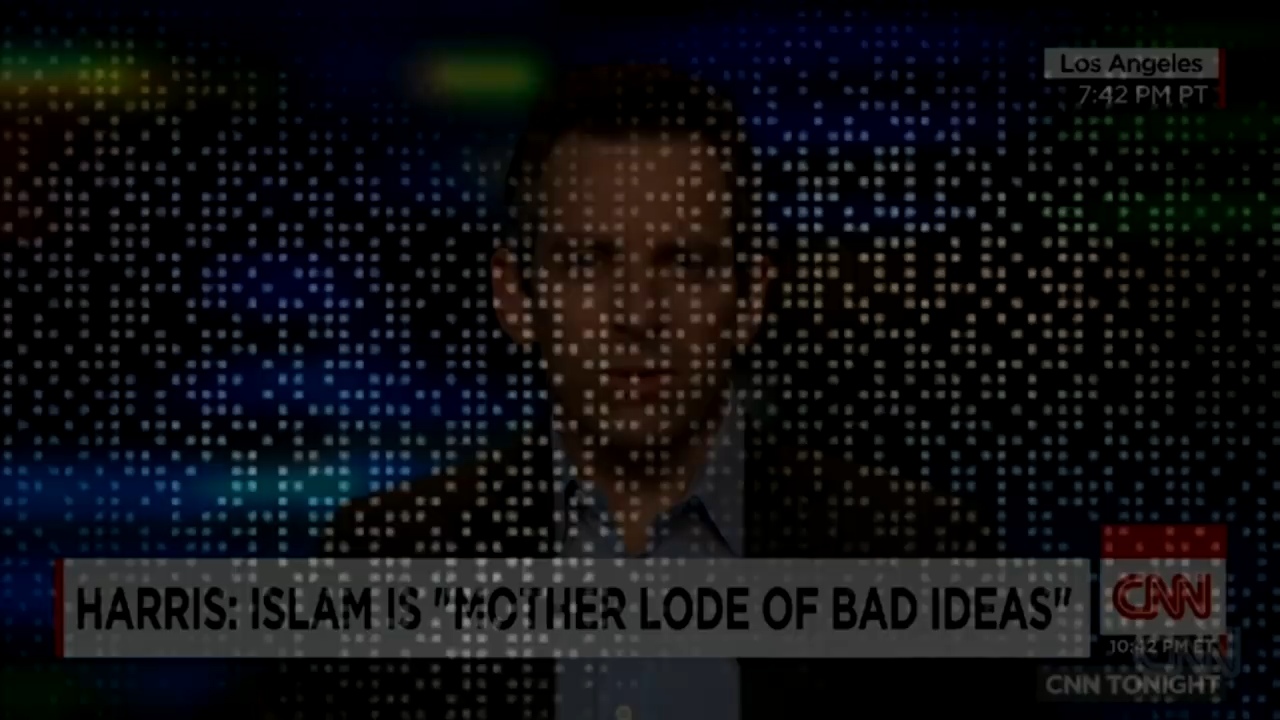 Los Angeles
7:42 PM PT
HARRIS: ISLAM IS "MOTHER LODE OF BAD IDEAS"
CNN
10:42 PM ET
CNN
CNN TONIGHT